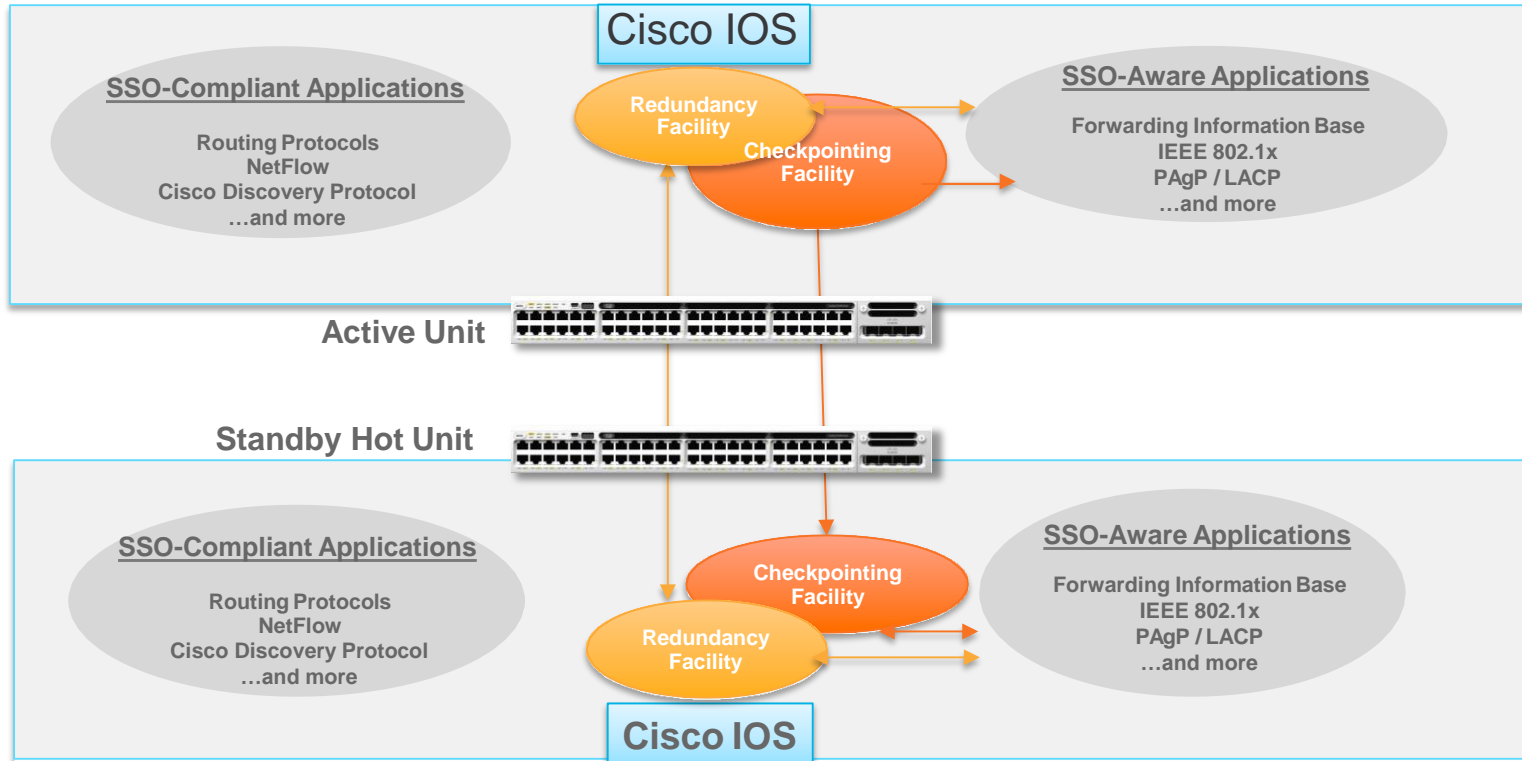 Cisco IOS
SSO-Compliant Applications
Routing Protocols
NetFlow
Cisco Discovery Protocol
…and more
Redundancy
Facility
Checkpointing
Facility
SSO-Aware Applications
Forwarding Information Base
IEEE 802.1x
PAgP / LACP
…and more
Active Unit
Standby Hot Unit
SSO-Compliant Applications
Routing Protocols
NetFlow
Cisco Discovery Protocol
…and more
Checkpointing
Facility
Redundancy
Facility
SSO-Aware Applications
Forwarding Information Base
IEEE 802.1x
PAgP / LACP
…and more
Cisco IOS